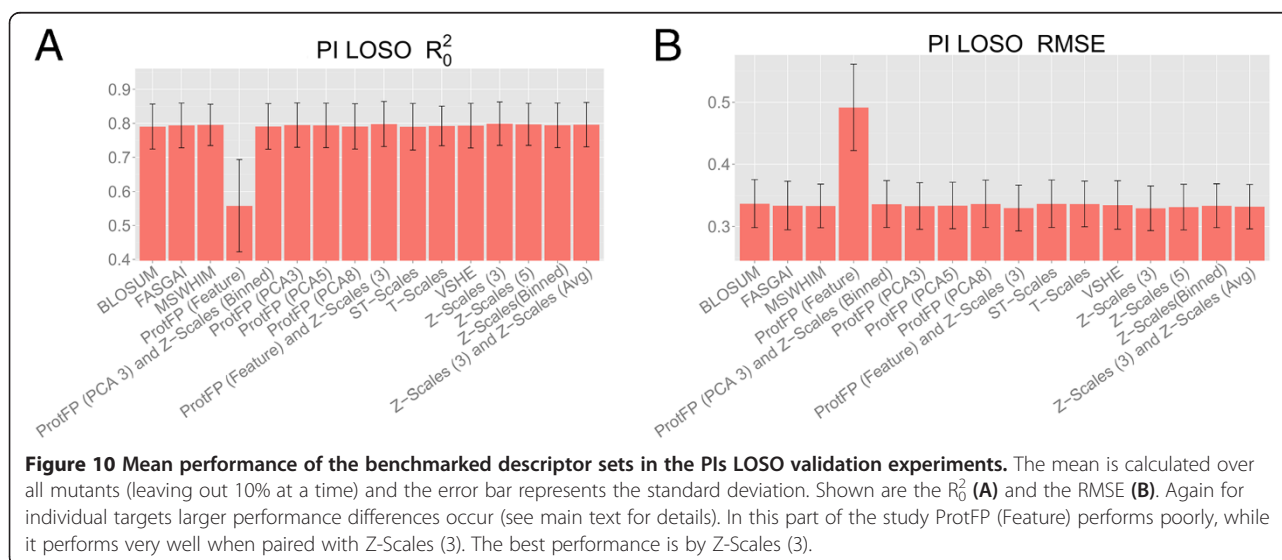 A
PI LOSO R₀²
0.9
0.8
0.7
0.6
0.5
0.4
BLOSUM
FASGAI
MSWHIM
ProtFP (Feature)
ProtFP (PCA 3) and Z-Scales (Binned)
ProtFP (PCA3)
ProtFP (PCA5)
ProtFP (PCA8)
ProtFP (Feature) and Z-Scales (3)
ST-Scales
T-Scales
VSHE
Z-Scales (3)
Z-Scales (5)
Z-Scales(Binned)
Z-Scales (3) and Z-Scales (Avg)
B
PI LOSO RMSE
0.5
0.4
0.3
BLOSUM
FASGAI
MSWHIM
ProtFP (Feature)
ProtFP (PCA 3) and Z-Scales (Binned)
ProtFP (PCA3)
ProtFP (PCA5)
ProtFP (PCA8)
ProtFP (Feature) and Z-Scales (3)
ST-Scales
T-Scales
VSHE
Z-Scales (3)
Z-Scales (5)
Z-Scales(Binned)
Z-Scales (3) and Z-Scales (Avg)
Figure 10 Mean performance of the benchmarked descriptor sets in the PIs LOSO validation experiments. The mean is calculated over
all mutants (leaving out 10% at a time) and the error bar represents the standard deviation. Shown are the R₀² (A) and the RMSE (B). Again for
individual targets larger performance differences occur (see main text for details). In this part of the study ProtFP (Feature) performs poorly, while
it performs very well when paired with Z-Scales (3). The best performance is by Z-Scales (3).